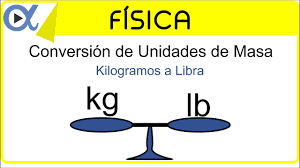 FÍSICA
Conversión de Unidades de Masa
Kilogramos a Libra
kg lb